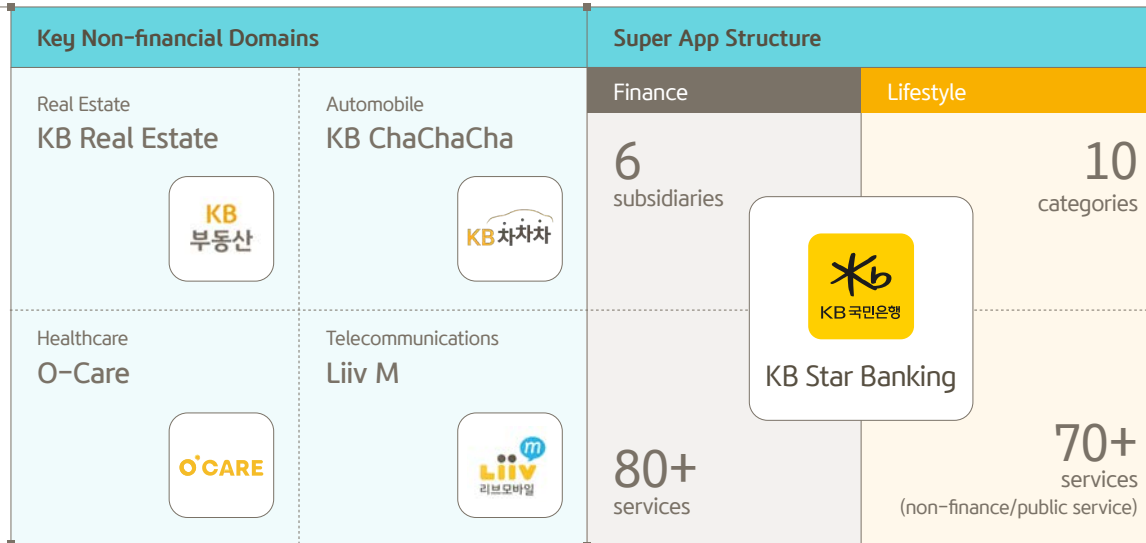 Key Non-financial Domains
Real Estate
KB Real Estate
KB
부동산
Automobile
KB ChaChaCha
KB차차차
Healthcare
O-Care
O'CARE
Telecommunications
Liiv M
m
Liiv
리브모바일
Super App Structure
Finance
6
subsidiaries
80+
services
Lifestyle
10
categories
70+
services
(non-finance/public service)
Kb
KB국민은행
KB Star Banking